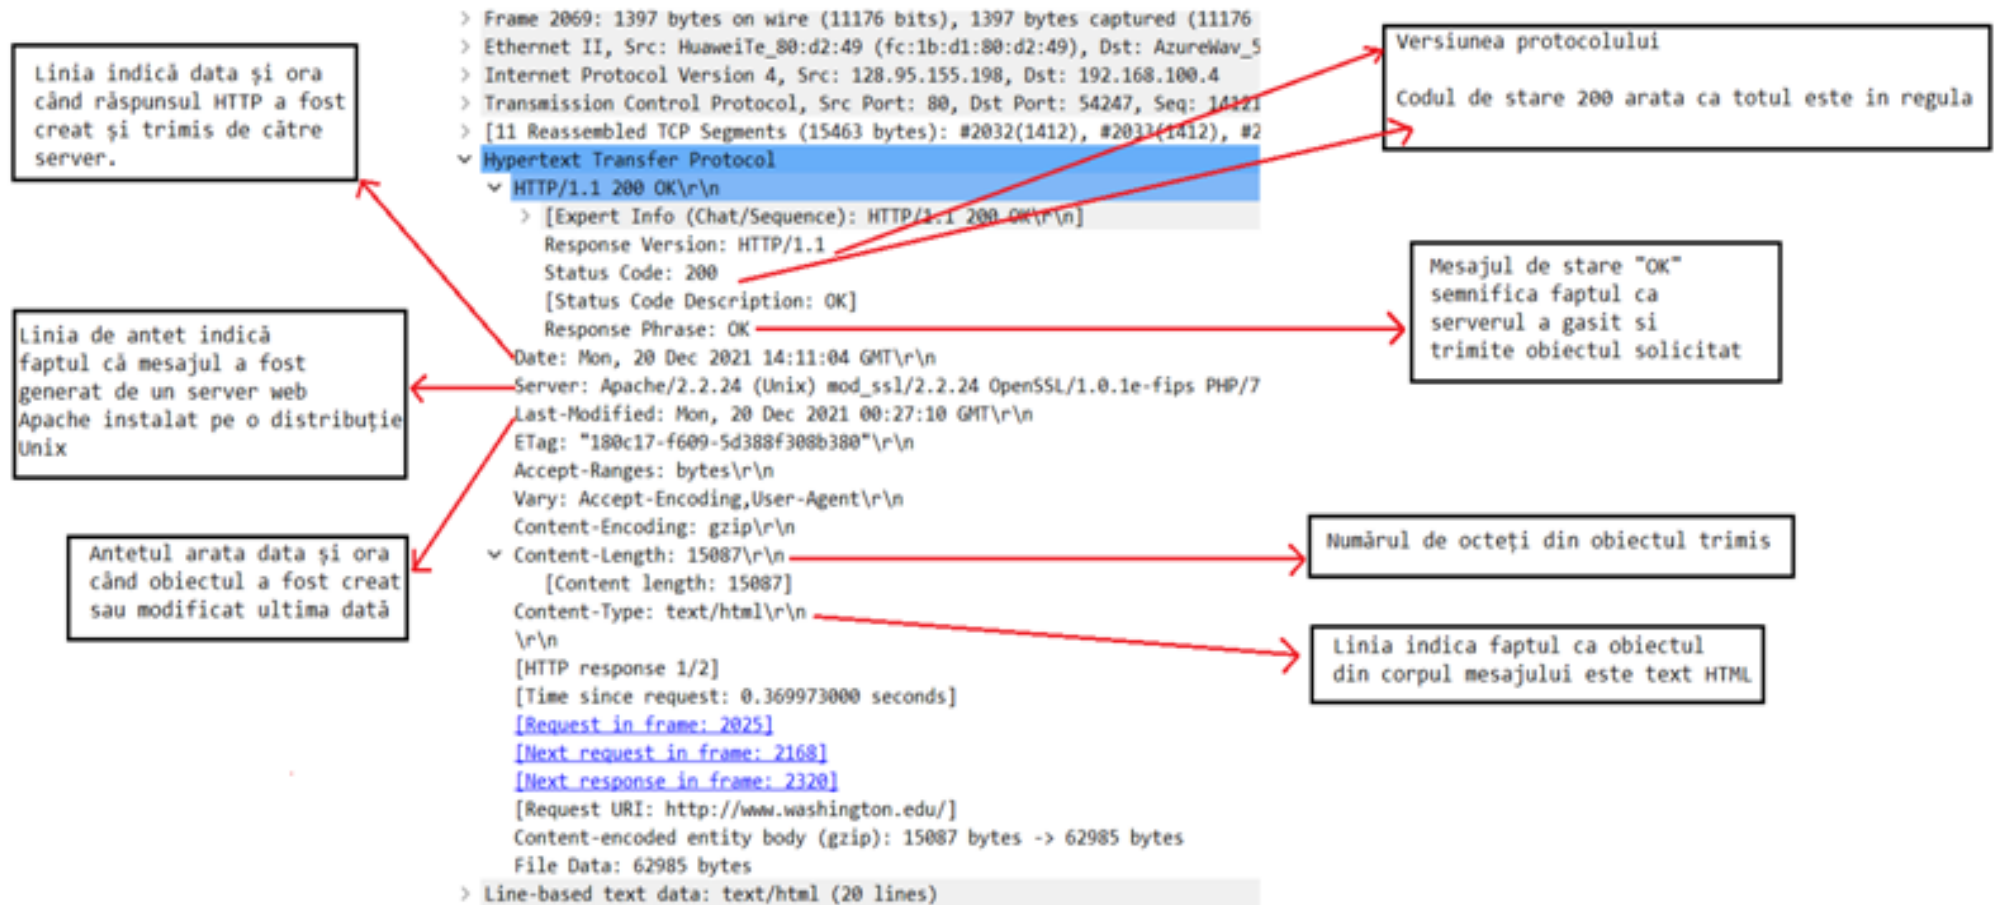 Linia indică data și ora
când răspunsul HTTP a fost
creat și trimis de către
server.
Linia de antet indică
faptul că mesajul a fost
generat de un server web
Apache instalat pe o distribuție
Unix
Antetul arata data și ora
când obiectul a fost creat
sau modificat ultima dată
Frame 2069: 1397 bytes on wire (11176 bits), 1397 bytes captured (11176
Ethernet II, Src: HuaweiTe_80:d2:49 (fc:1b:d1:80:d2:49), Dst: AzureWav_5
Internet Protocol Version 4, Src: 128.95.155.198, Dst: 192.168.100.4
Transmission Control Protocol, Src Port: 80, Dst Port: 54247, Seq: 14121
[11 Reassembled TCP Segments (15463 bytes): #2032(1412), #2033(1412), #2
Hypertext Transfer Protocol
HTTP/1.1 200 OK\r\n
[Expert Info (Chat/Sequence): HTTP/1.1 200 OK\r\n]
Response Version: HTTP/1.1
Status Code: 200
[Status Code Description: OK]
Response Phrase: OK
Date: Mon, 20 Dec 2021 14:11:04 GMT\r\n
Server: Apache/2.2.24 (Unix) mod_ssl/2.2.24 OpenSSL/1.0.1e-fips PHP/7
Last-Modified: Mon, 20 Dec 2021 00:27:10 GMT\r\n
ETag: "180c17-f609-5d388f308b380"\r\n
Accept-Ranges: bytes\r\n
Vary: Accept-Encoding,User-Agent\r\n
Content-Encoding: gzip\r\n
Content-Length: 15087\r\n
[Content length: 15087]
Content-Type: text/html\r\n
\r\n
[HTTP response 1/2]
[Time since request: 0.369973000 seconds]
[Request in frame: 2025]
[Next request in frame: 2168]
[Next response in frame: 2320]
[Request URI: http://www.washington.edu/]
Content-encoded entity body (gzip): 15087 bytes -> 62985 bytes
File Data: 62985 bytes
Line-based text data: text/html (20 lines)
Versiunea protocolului
Codul de stare 200 arata ca totul este in regula
Mesajul de stare "OK"
semnifica faptul ca
serverul a gasit si
trimite obiectul solicitat
Numărul de octeți din obiectul trimis
Linia indica faptul ca obiectul
din corpul mesajului este text HTML